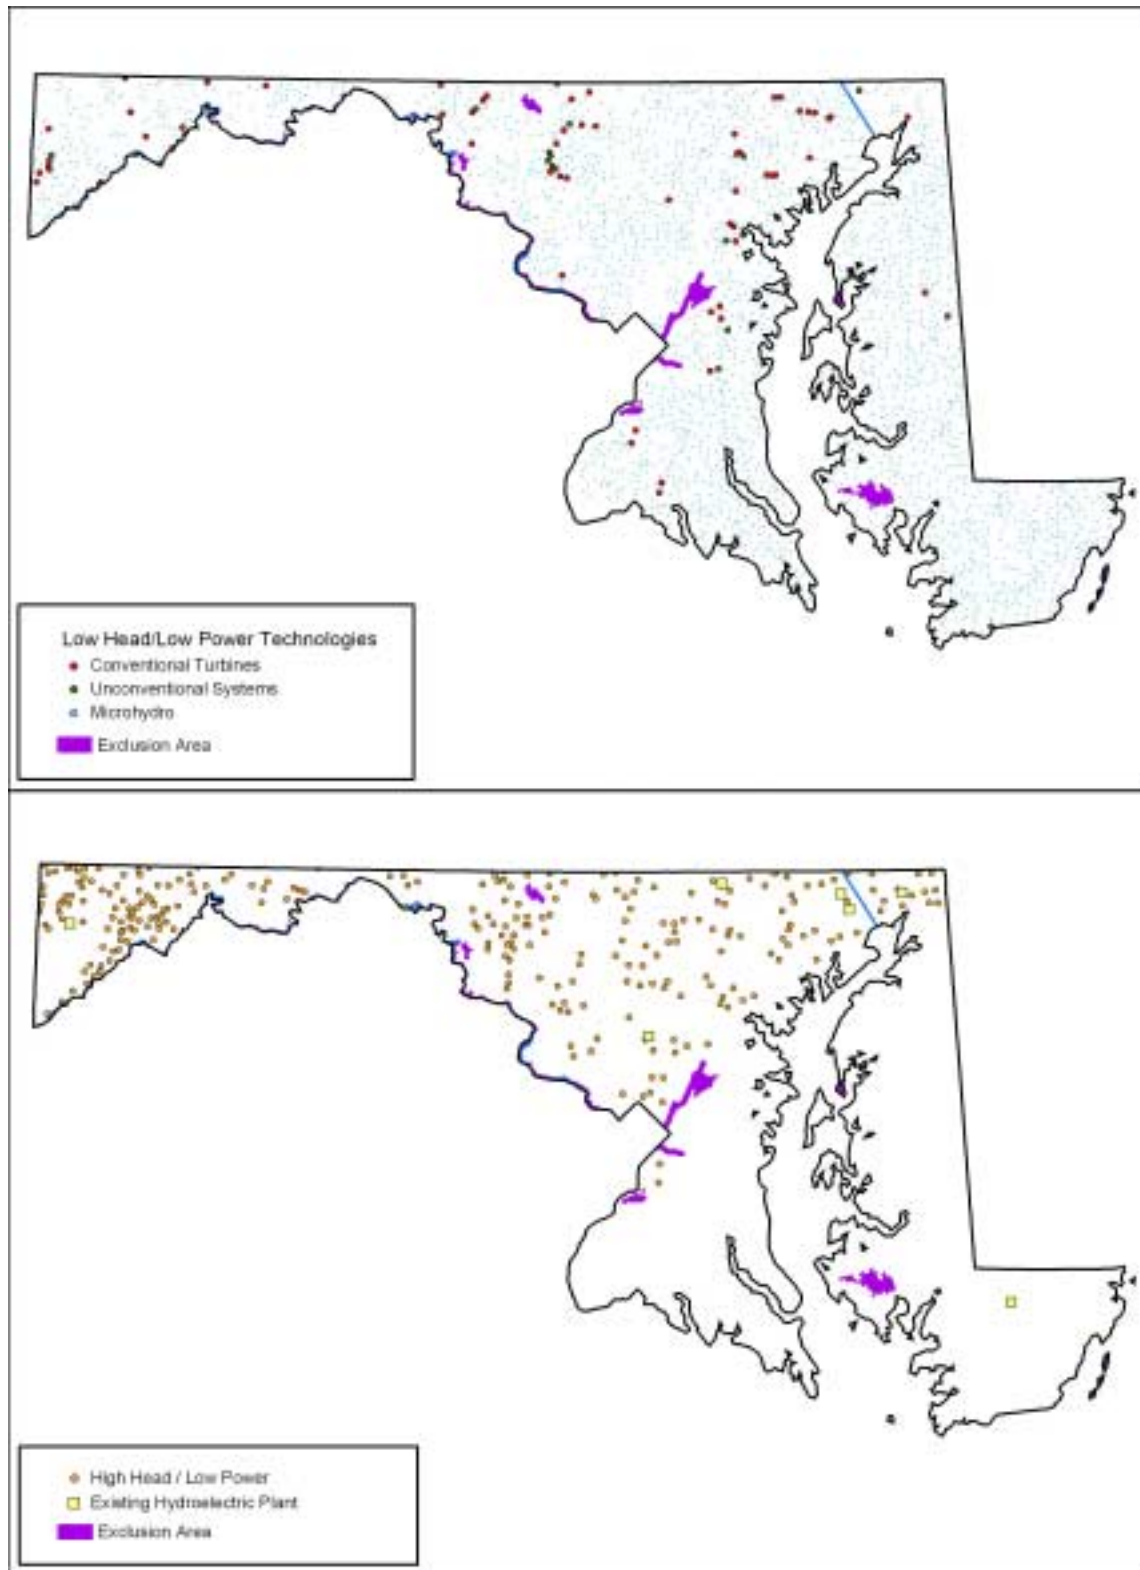 Low Head/Low Power Technologies
Conventional Turbines
Unconventional Systems
Microhydro
Exclusion Area
High Head / Low Power
Existing Hydroelectric Plant
Exclusion Area